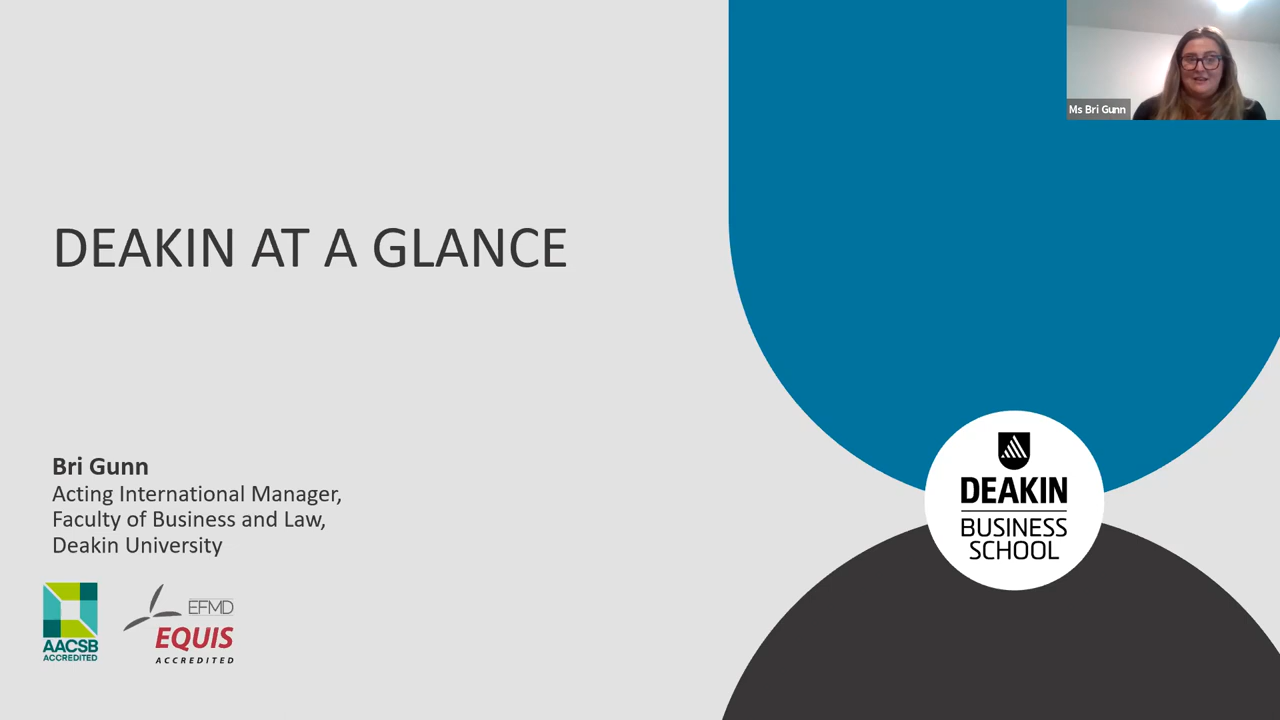 Ms Bri Gunn
DEAKIN AT A GLANCE
Bri Gunn
Acting International Manager,
Faculty of Business and Law,
Deakin University
AACSB
ACCREDITED
EFMD
EQUIS
ACCREDITED
DEAKIN
BUSINESS
SCHOOL